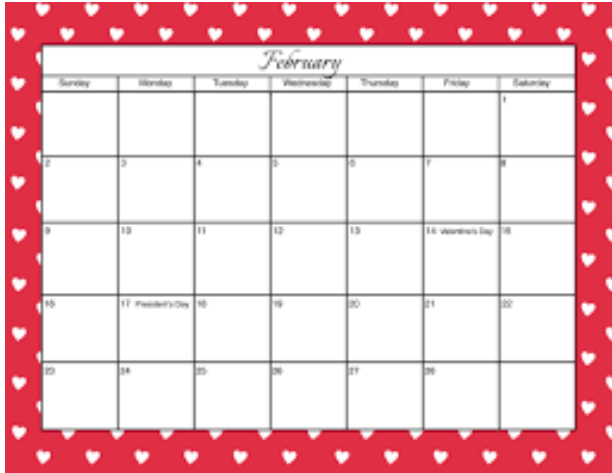 February
Sunday Monday Tuesday Wednesday Thursday Friday Saturday
1
2 3 4 5 6 7 8
9 10 11 12 13 14 Valentine's Day 15
16 17 President's Day 18 19 20 21 22
23 24 25 26 27 28